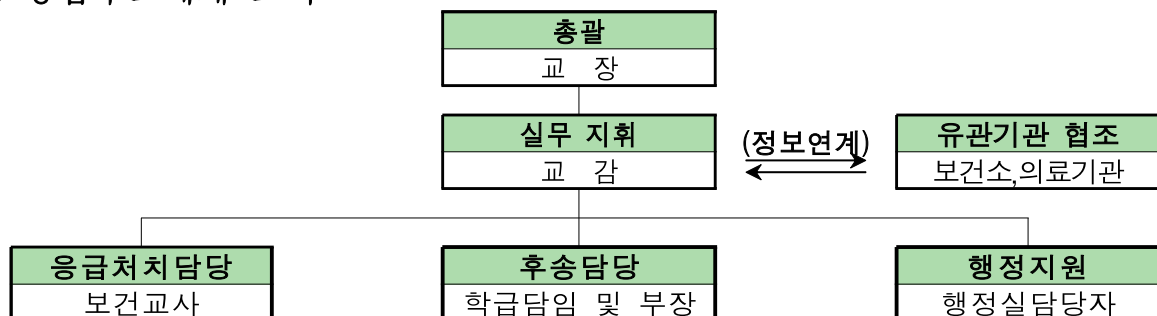 총괄
교 장
실무 지휘
교 감
(정보연계)
유관기관 협조
보건소,의료기관
응급처치담당
보건교사
후송담당
학급담임 및 부장
행정지원
행정실담당자